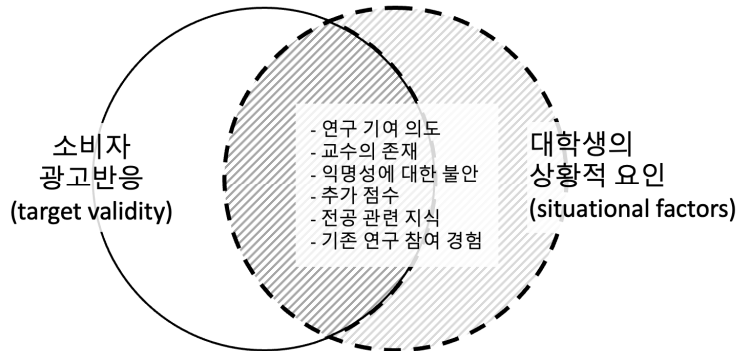 소비자
광고반응
(target validity)
- 연구 기여 의도
- 교수의 존재
- 익명성에 대한 불안
- 추가 점수
- 전공 관련 지식
- 기존 연구 참여 경험
대학생의
상황적 요인
(situational factors)